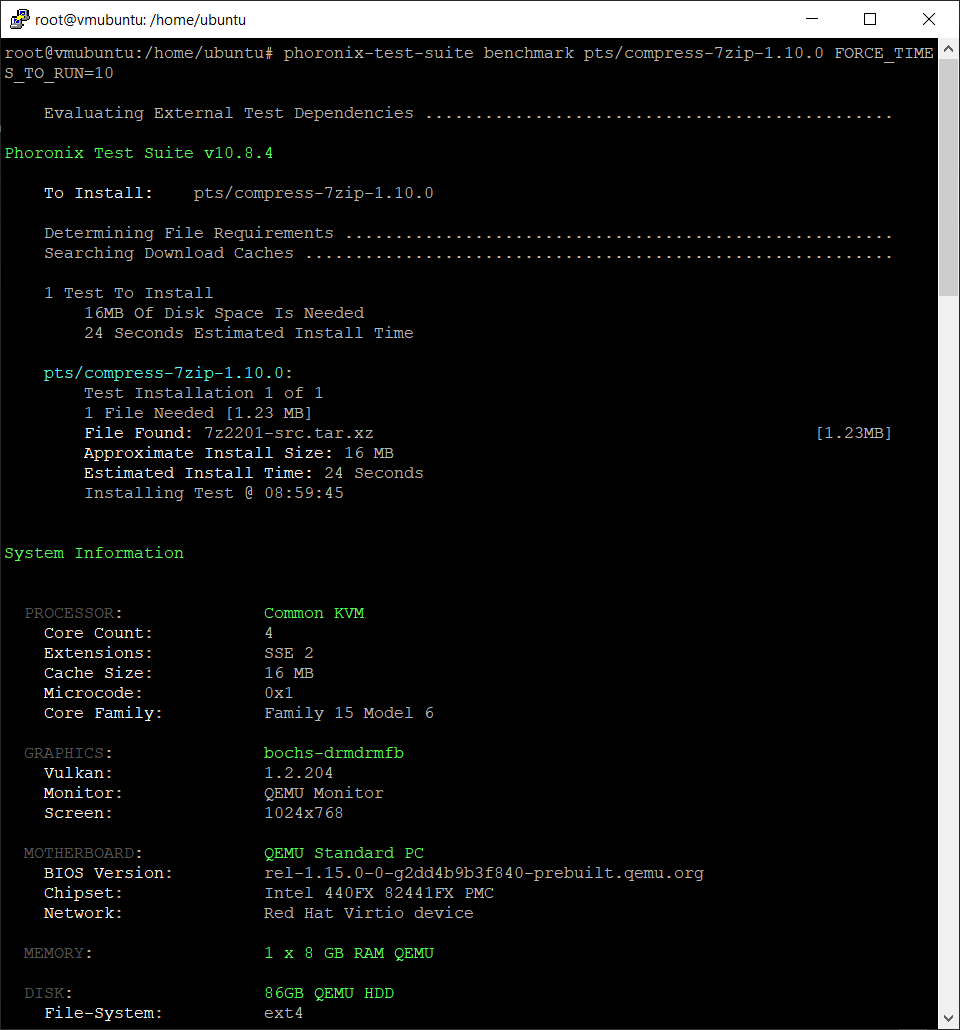 root@vmubuntu: /home/ubuntu
root@vmubuntu:/home/ubuntu# phoronix-test-suite benchmark pts/compress-7zip-1.10.0 FORCE_TIME
S_TO_RUN=10
Evaluating External Test Dependencies ...............................................
Phoronix Test Suite v10.8.4
To Install:    pts/compress-7zip-1.10.0
Determining File Requirements .......................................................
Searching Download Caches ...........................................................
1 Test To Install
16MB Of Disk Space Is Needed
24 Seconds Estimated Install Time
pts/compress-7zip-1.10.0:
Test Installation 1 of 1
1 File Needed [1.23 MB]
File Found: 7z2201-src.tar.xz [1.23MB]
Approximate Install Size: 16 MB
Estimated Install Time: 24 Seconds
Installing Test @ 08:59:45
System Information
PROCESSOR: Common KVM
Core Count: 4
Extensions: SSE 2
Cache Size: 16 MB
Microcode: 0x1
Core Family: Family 15 Model 6
GRAPHICS: bochs-drmdrmfb
Vulkan: 1.2.204
Monitor: QEMU Monitor
Screen: 1024x768
MOTHERBOARD: QEMU Standard PC
BIOS Version: rel-1.15.0-0-g2dd4b9b3f840-prebuilt.qemu.org
Chipset: Intel 440FX 82441FX PMC
Network: Red Hat Virtio device
MEMORY: 1 x 8 GB RAM QEMU
DISK: 86GB QEMU HDD
File-System: ext4